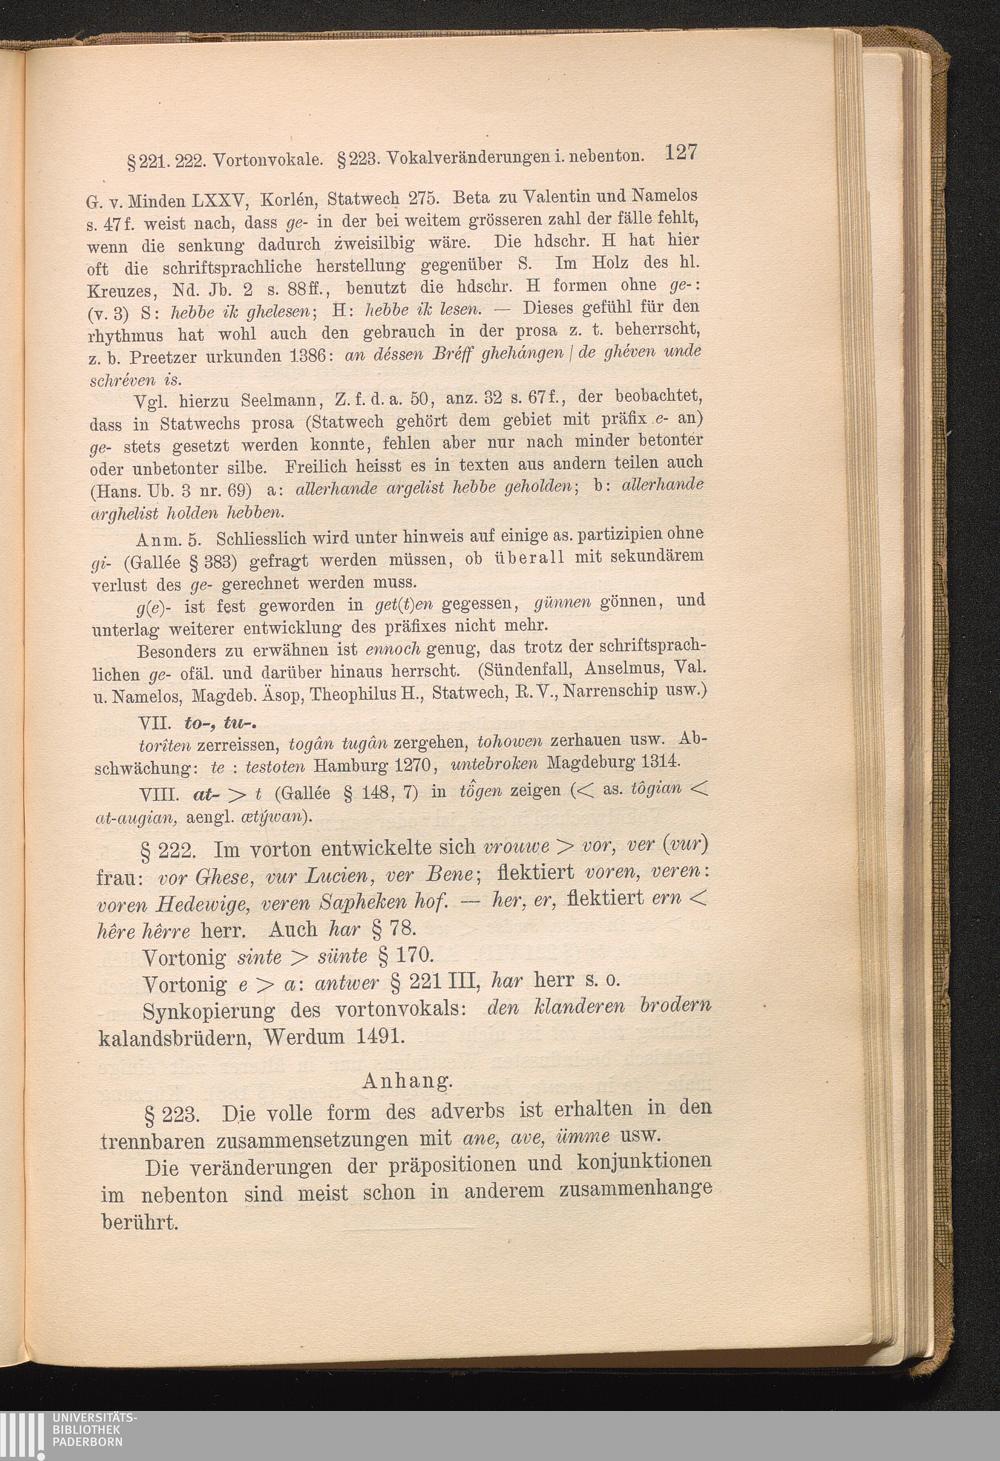 § 221. 222. Vortonvokale. § 223. Vokalveränderungen i. nebenton. 127
G. v. Minden LXXV, Korlén, Statwech 275. Beta zu Valentin und Namelos
s. 47 f. weist nach, dass ge- in der bei weitem grösseren zahl der fälle fehlt,
wenn die senkung dadurch zweisilbig wäre. Die hdschr. H hat hier
oft die schriftsprachliche herstellung gegenüber S. Im Holz des hl.
Kreuzes, Nd. Jb. 2 s. 88 ff., benutzt die hdschr. H formen ohne ge-:
(v. 3) S: hebbe ik ghelesen; H: hebbe ik lesen. — Dieses gefühl für den
rhythmus hat wohl auch den gebrauch in der prosa z. t. beherrscht,
z. b. Preetzer urkunden 1386: an déssen Bréff ghehángen | de ghéven unde
schréven is.
Vgl. hierzu Seelmann, Z. f. d. a. 50, anz. 32 s. 67 f., der beobachtet,
dass in Statwechs prosa (Statwech gehört dem gebiet mit präfix e- an)
ge- stets gesetzt werden konnte, fehlen aber nur nach minder betonter
oder unbetonter silbe. Freilich heisst es in texten aus andern teilen auch
(Hans. Ub. 3 nr. 69) a: allerhande argelist hebbe geholden; b: allerhande
arghelist holden hebben.
Anm. 5. Schliesslich wird unter hinweis auf einige as. partizipien ohne
gi- (Gallée § 383) gefragt werden müssen, ob überall mit sekundärem
verlust des ge- gerechnet werden muss.
g(e)- ist fest geworden in get(t)en gegessen, günnen gönnen, und
unterlag weiterer entwicklung des präfixes nicht mehr.
Besonders zu erwähnen ist ennoch genug, das trotz der schriftsprach-
lichen ge- ofäl. und darüber hinaus herrscht. (Sündenfall, Anselmus, Val.
u. Namelos, Magdeb. Äsop, Theophilus H., Statwech, R. V., Narrenschip usw.)
VII. to-, tu-.
torîten zerreissen, togân tugân zergehen, tohowen zerhauen usw. Ab-
schwächung: te : testoten Hamburg 1270, untebroken Magdeburg 1314.
VIII. at- > t (Gallée § 148, 7) in tôgen zeigen (< as. tôgian <
at-augian, aengl. ætýwan).
§ 222. Im vorton entwickelte sich vrouwe > vor, ver (vur)
frau: vor Ghese, vur Lucien, ver Bene; flektiert voren, veren:
voren Hedewige, veren Sapheken hof. — her, er, flektiert ern <
hêre hêrre herr. Auch har § 78.
Vortonig sinte > sünte § 170.
Vortonig e > a: antwer § 221 III, har herr s. o.
Synkopierung des vortonvokals: den klanderen brodern
kalandsbrüdern, Werdum 1491.
Anhang.
§ 223. Die volle form des adverbs ist erhalten in den
trennbaren zusammensetzungen mit ane, ave, ümme usw.
Die veränderungen der präpositionen und konjunktionen
im nebenton sind meist schon in anderem zusammenhange
berührt.
UNIVERSITÄTS-
BIBLIOTHEK
PADERBORN